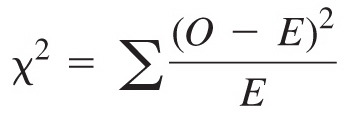 χ² = ∑ (O − E)² / E